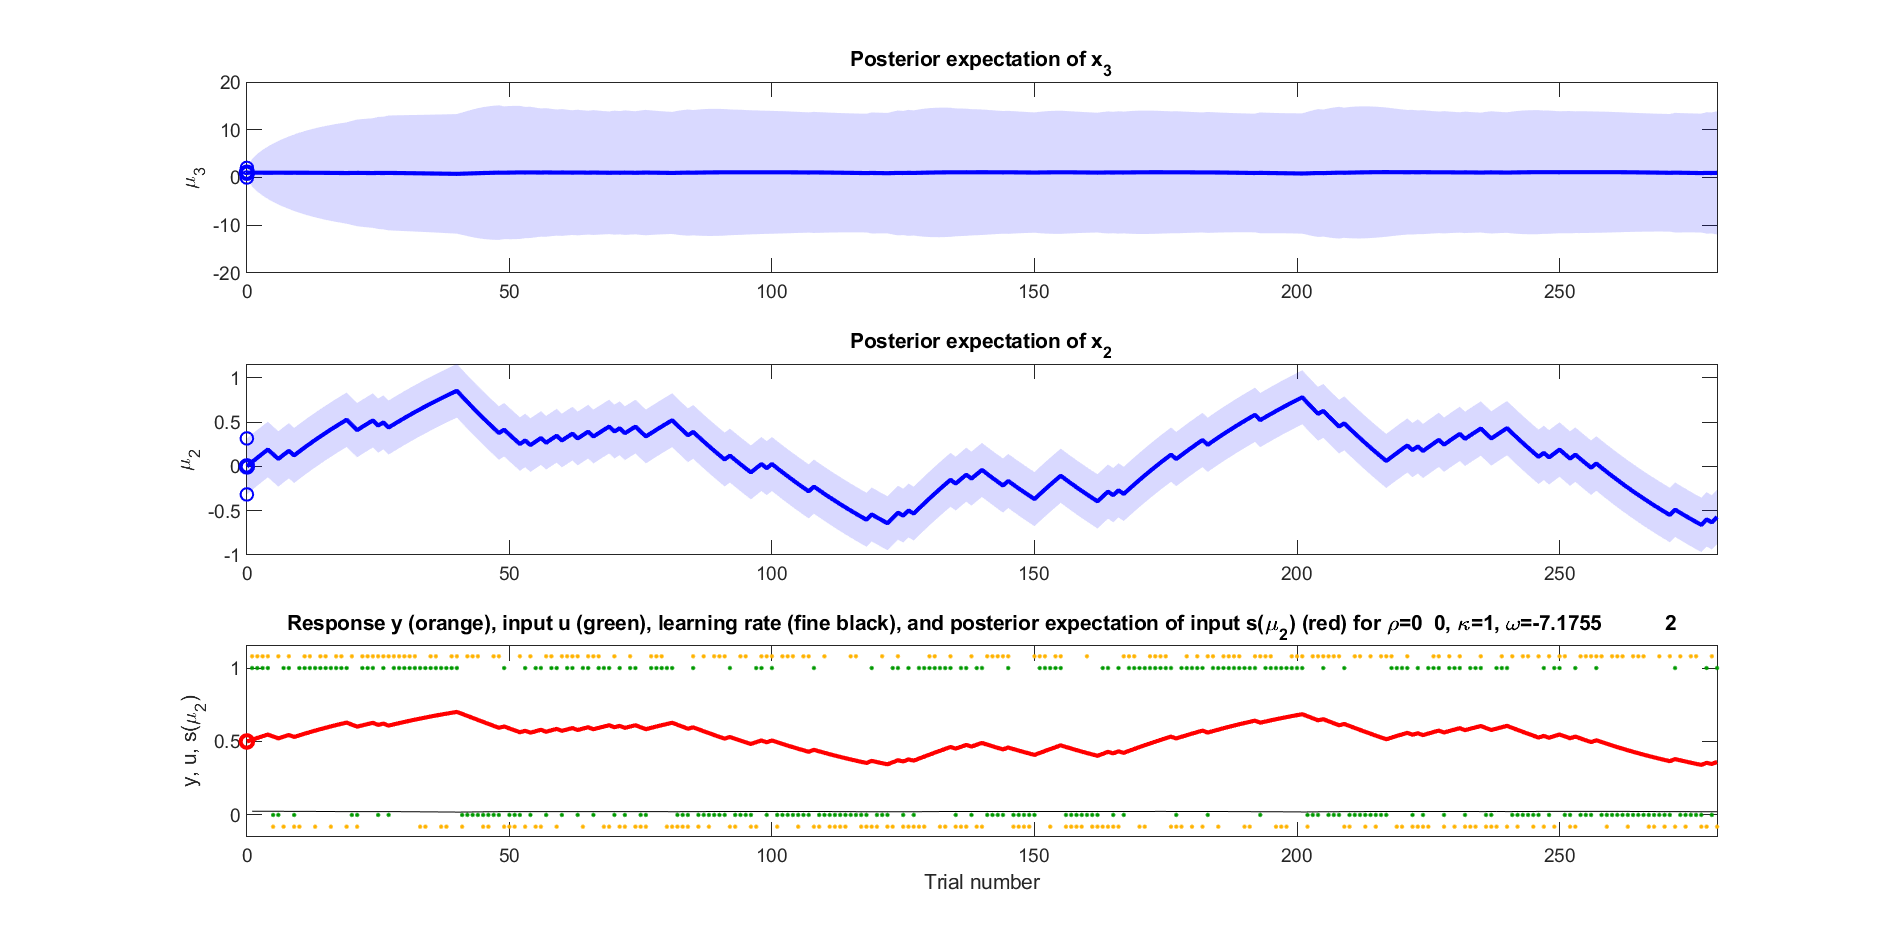 Posterior expectation of x3
20
10
0
-10
-20
μ3
0 50 100 150 200 250
Posterior expectation of x2
1
0.5
0
-0.5
-1
μ2
0 50 100 150 200 250
Response y (orange), input u (green), learning rate (fine black), and posterior expectation of input s(μ2) (red) for ρ=0 0, κ=1, ω=-7.1755 2
1
0.5
0
y, u, s(μ2)
0 50 100 150 200 250
Trial number